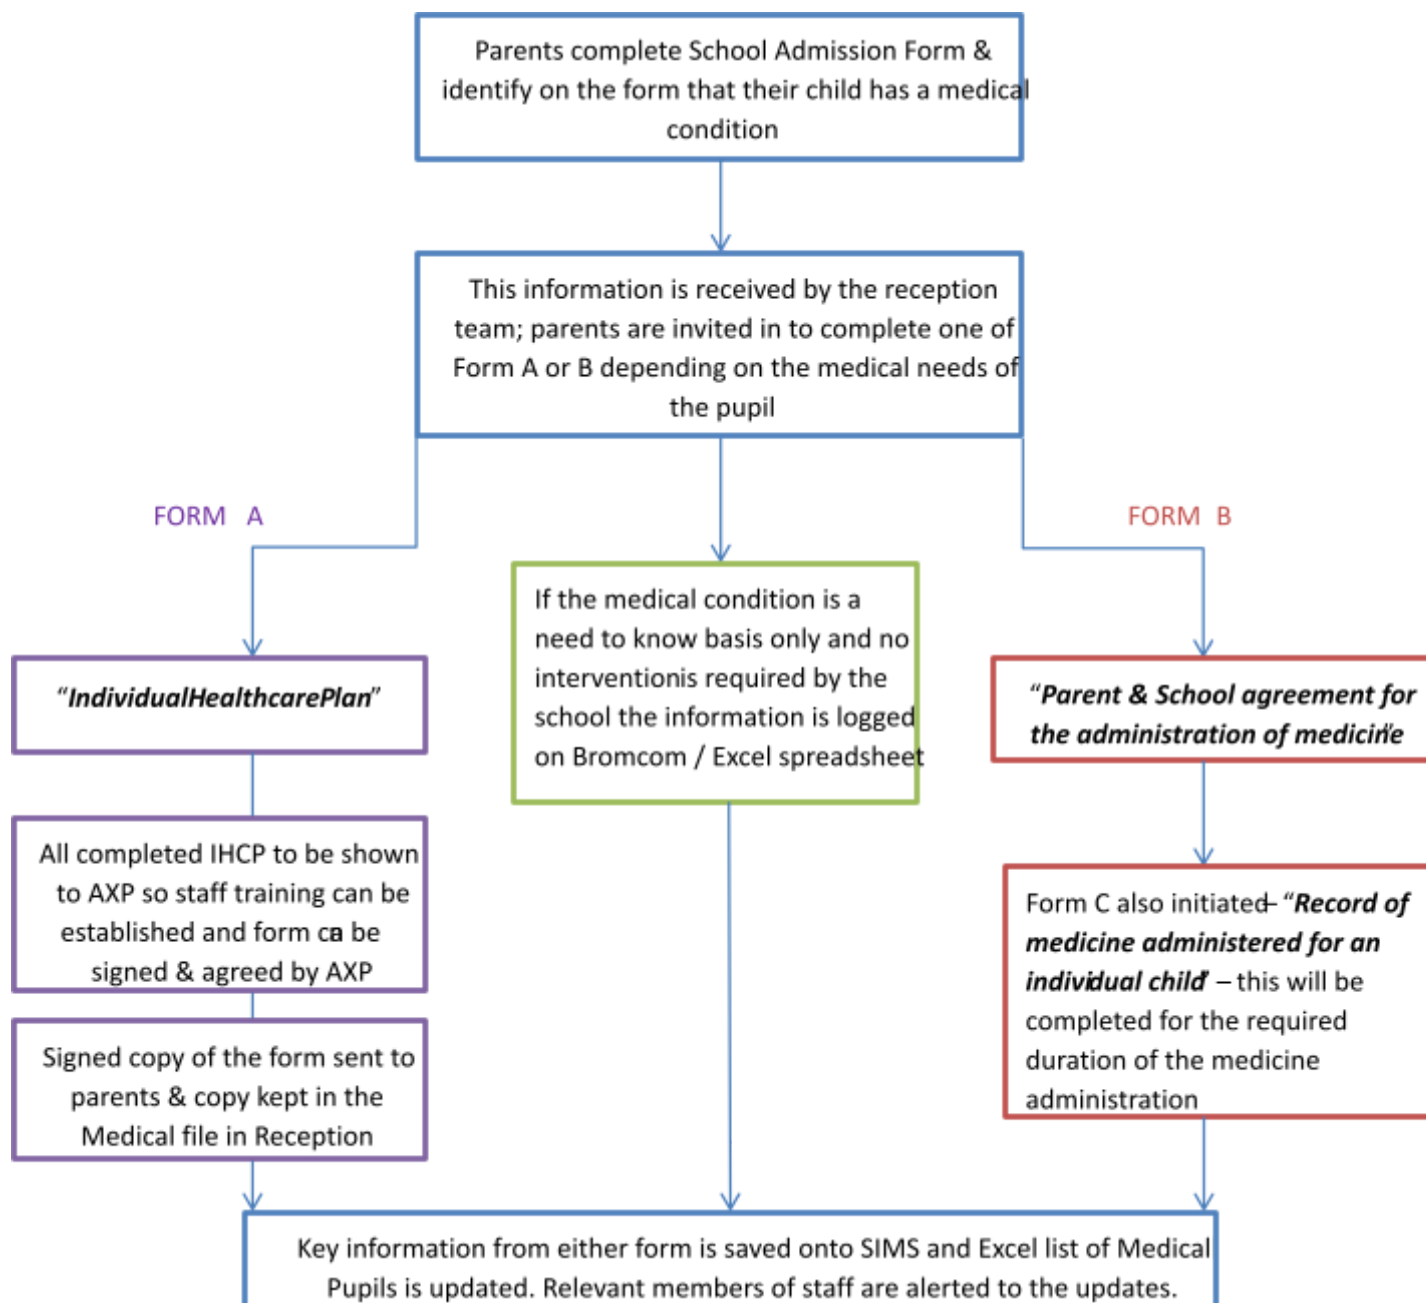 Parents complete School Admission Form &
identify on the form that their child has a medical
condition
This information is received by the reception
team; parents are invited in to complete one of
Form A or B depending on the medical needs of
the pupil
FORM A
FORM B
"IndividualHealthcarePlan"
All completed IHCP to be shown
to AXP so staff training can be
established and form can be
signed & agreed by AXP
Signed copy of the form sent to
parents & copy kept in the
Medical file in Reception
If the medical condition is a
need to know basis only and no
interventionis required by the
school the information is logged
on Bromcom / Excel spreadsheet
“Parent & School agreement for
the administration of medicine”
Form C also initiated– “Record of
medicine administered for an
individual child” – this will be
completed for the required
duration of the medicine
administration
Key information from either form is saved onto SIMS and Excel list of Medical
Pupils is updated. Relevant members of staff are alerted to the updates.